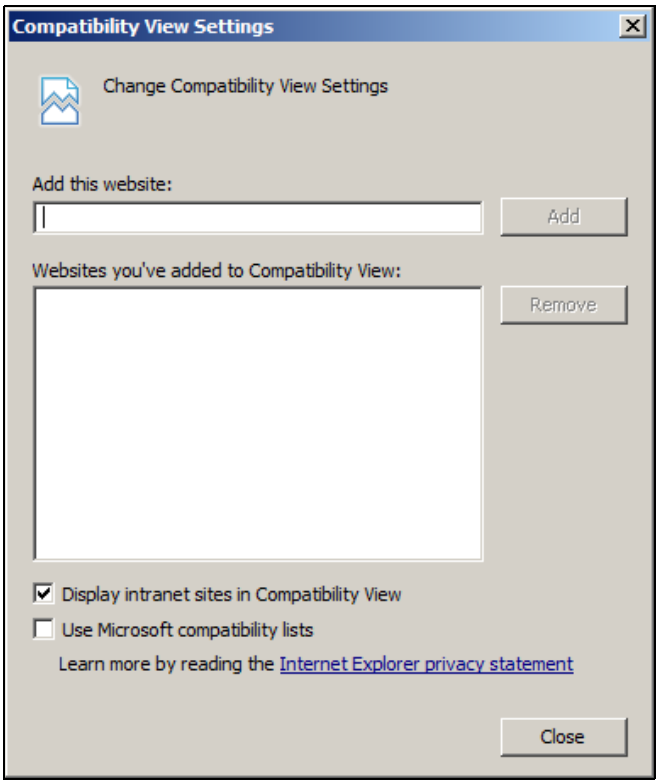 Compatibility View Settings
Change Compatibility View Settings
Add this website:
Add
Websites you've added to Compatibility View:
Remove
Display intranet sites in Compatibility View
Use Microsoft compatibility lists
Learn more by reading the Internet Explorer privacy statement
Close